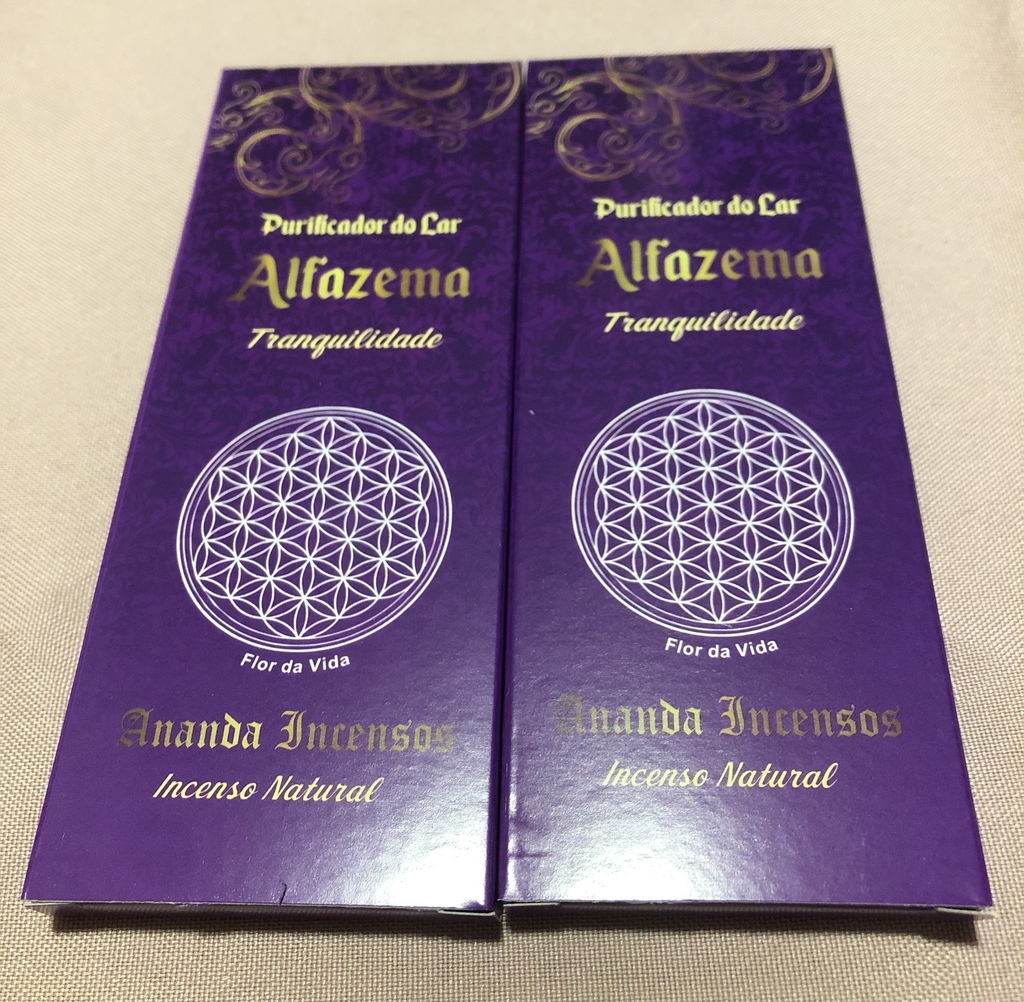 Purificador do Lar
Alfazema
Tranquilidade
Flor da Vida
Ananda Incensos
Incenso Natural
Purificador do Lar
Alfazema
Tranquilidade
Flor da Vida
Ananda Incensos
Incenso Natural